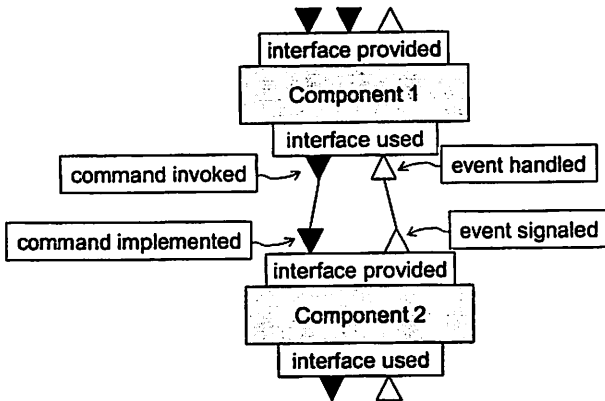 interface provided
Component 1
interface used
command invoked
event handled
command implemented
event signaled
interface provided
Component 2
interface used